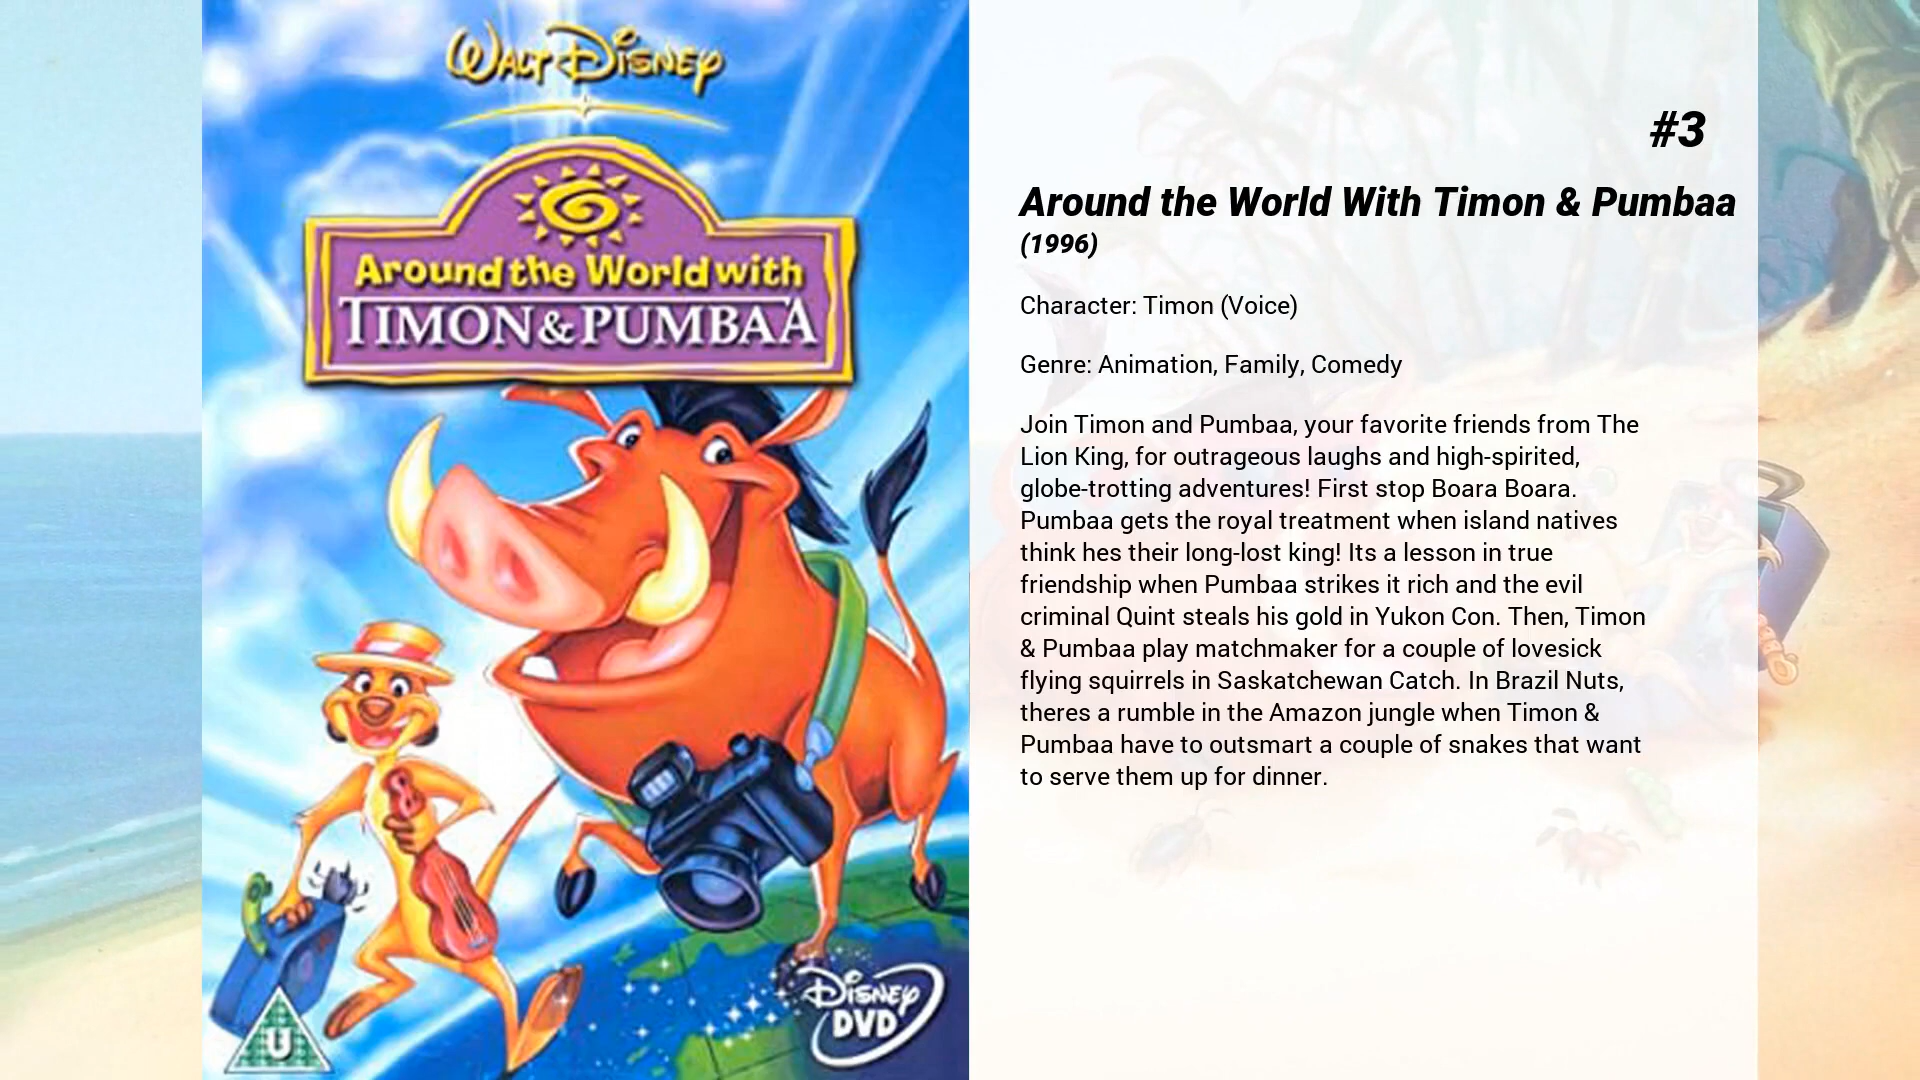 Walt Disney
Around the World with
TIMON & PUMBAA
U
Disney
DVD
#3
Around the World With Timon & Pumbaa
(1996)
Character: Timon (Voice)
Genre: Animation, Family, Comedy
Join Timon and Pumbaa, your favorite friends from The
Lion King, for outrageous laughs and high-spirited,
globe-trotting adventures! First stop Boara Boara.
Pumbaa gets the royal treatment when island natives
think hes their long-lost king! Its a lesson in true
friendship when Pumbaa strikes it rich and the evil
criminal Quint steals his gold in Yukon Con. Then, Timon
& Pumbaa play matchmaker for a couple of lovesick
flying squirrels in Saskatchewan Catch. In Brazil Nuts,
theres a rumble in the Amazon jungle when Timon &
Pumbaa have to outsmart a couple of snakes that want
to serve them up for dinner.